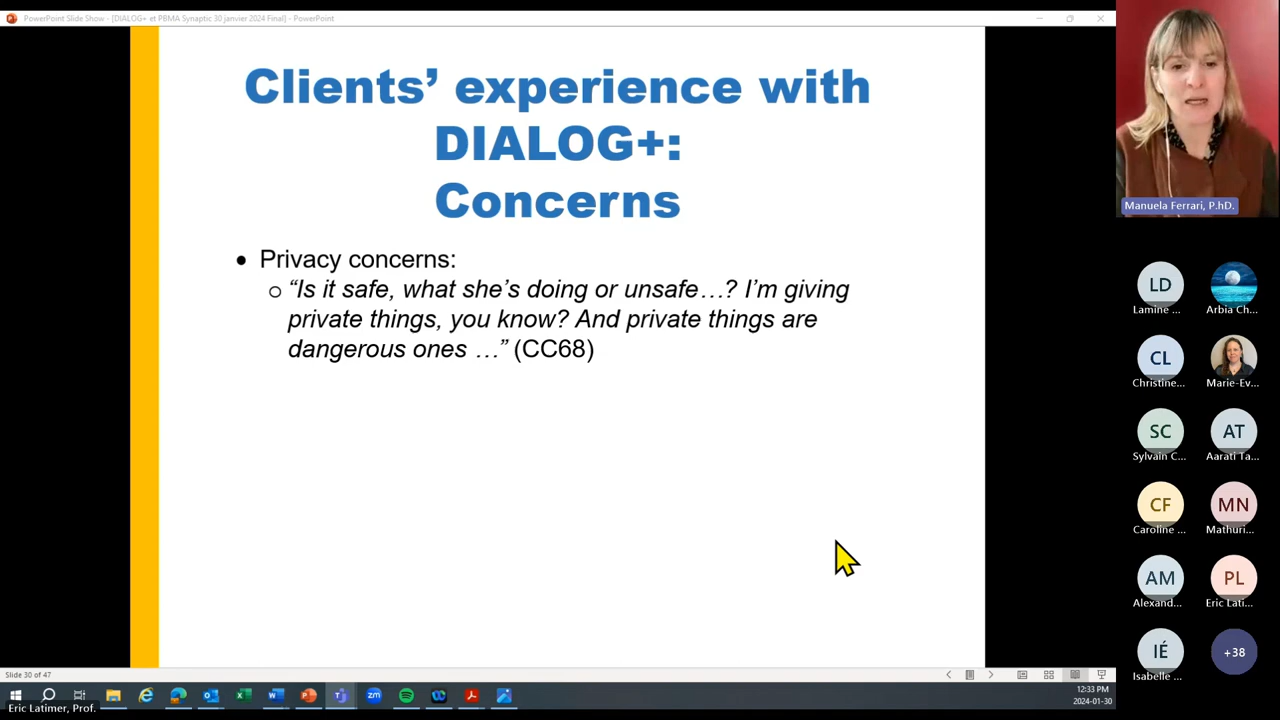 PowerPoint Slide Show - [DIALOG+ et PBMA Synaptic 30 janvier 2024 Final] - PowerPoint
Clients’ experience with
DIALOG+:
Concerns
• Privacy concerns:
o “Is it safe, what she’s doing or unsafe…? I’m giving
private things, you know? And private things are
dangerous ones …” (CC68)
Manuela Ferrari, P.hD.
LD
Lamine ...
Arbia Ch...
CL
Christine...
Marie-Ev...
SC
Sylvain C...
AT
Aarati Ta...
CF
Caroline ...
MN
Mathuri...
AM
Alexand...
PL
Eric Lati...
IÉ
Isabelle ...
+38
Slide 30 of 47
12:33 PM
2024-01-30
Eric Latimer, Prof.